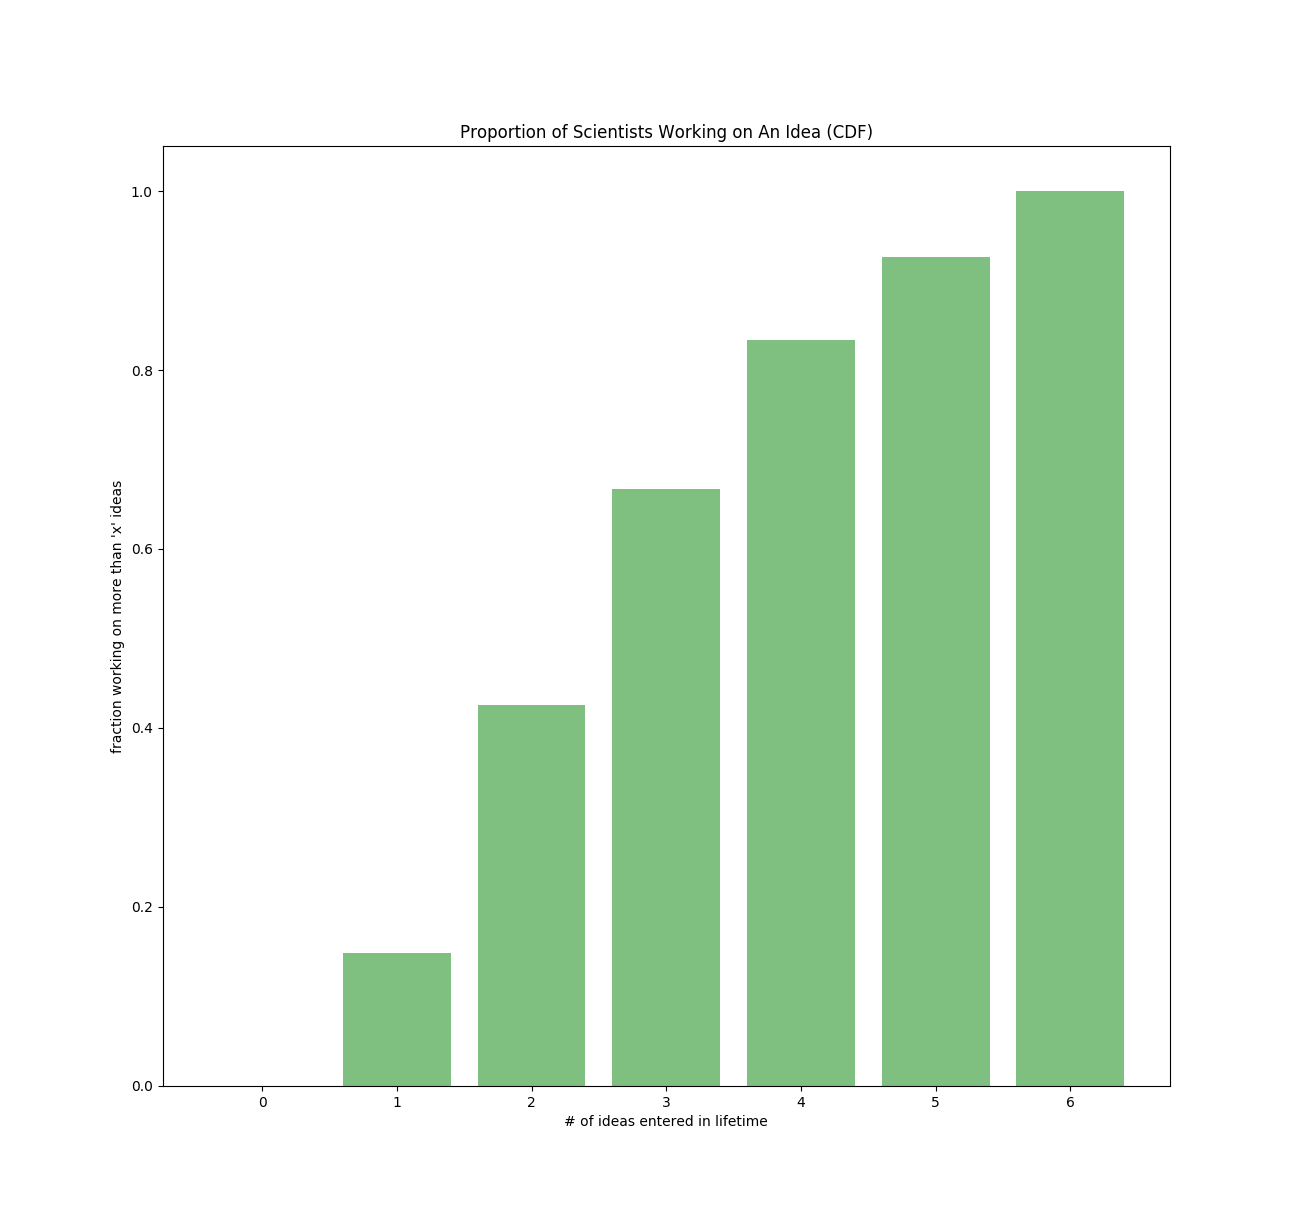 Proportion of Scientists Working on An Idea (CDF)
1.0
0.8
0.6
0.4
0.2
0.0
fraction working on more than 'x' ideas
0 1 2 3 4 5 6
# of ideas entered in lifetime